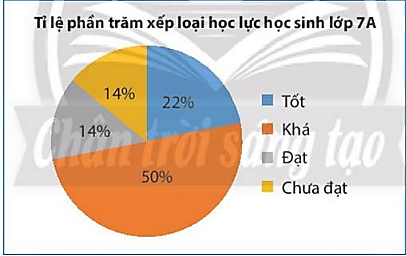 Tỉ lệ phần trăm xếp loại học lực học sinh lớp 7A
14%
22%
14%
50%
Tốt
Khá
Đạt
Chưa đạt
Chân trời sáng tạo